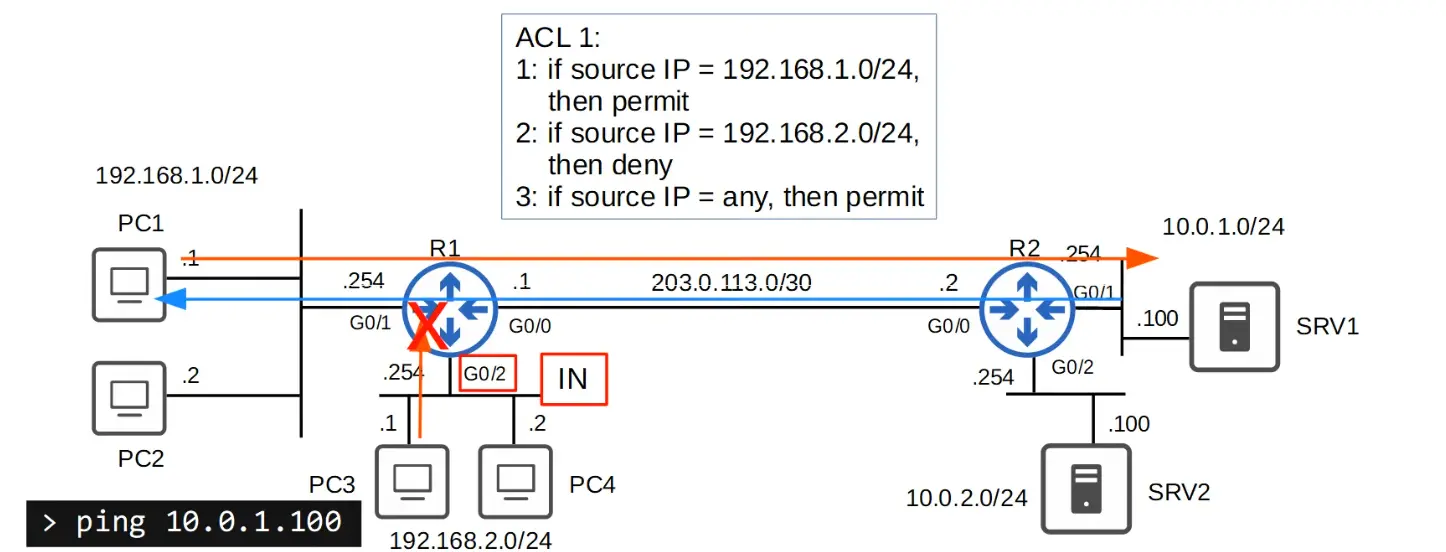 ACL 1:
1: if source IP = 192.168.1.0/24,
then permit
2: if source IP = 192.168.2.0/24,
then deny
3: if source IP = any, then permit
192.168.1.0/24
PC1
.1
R1
R2
10.0.1.0/24
.254
.254
.1
203.0.113.0/30
.2
G0/1
G0/1
G0/0
G0/0
.100
SRV1
.2
.254
G0/2
IN
.254
G0/2
PC2
.1
.2
.100
PC3
PC4
10.0.2.0/24
SRV2
> ping 10.0.1.100
192.168.2.0/24